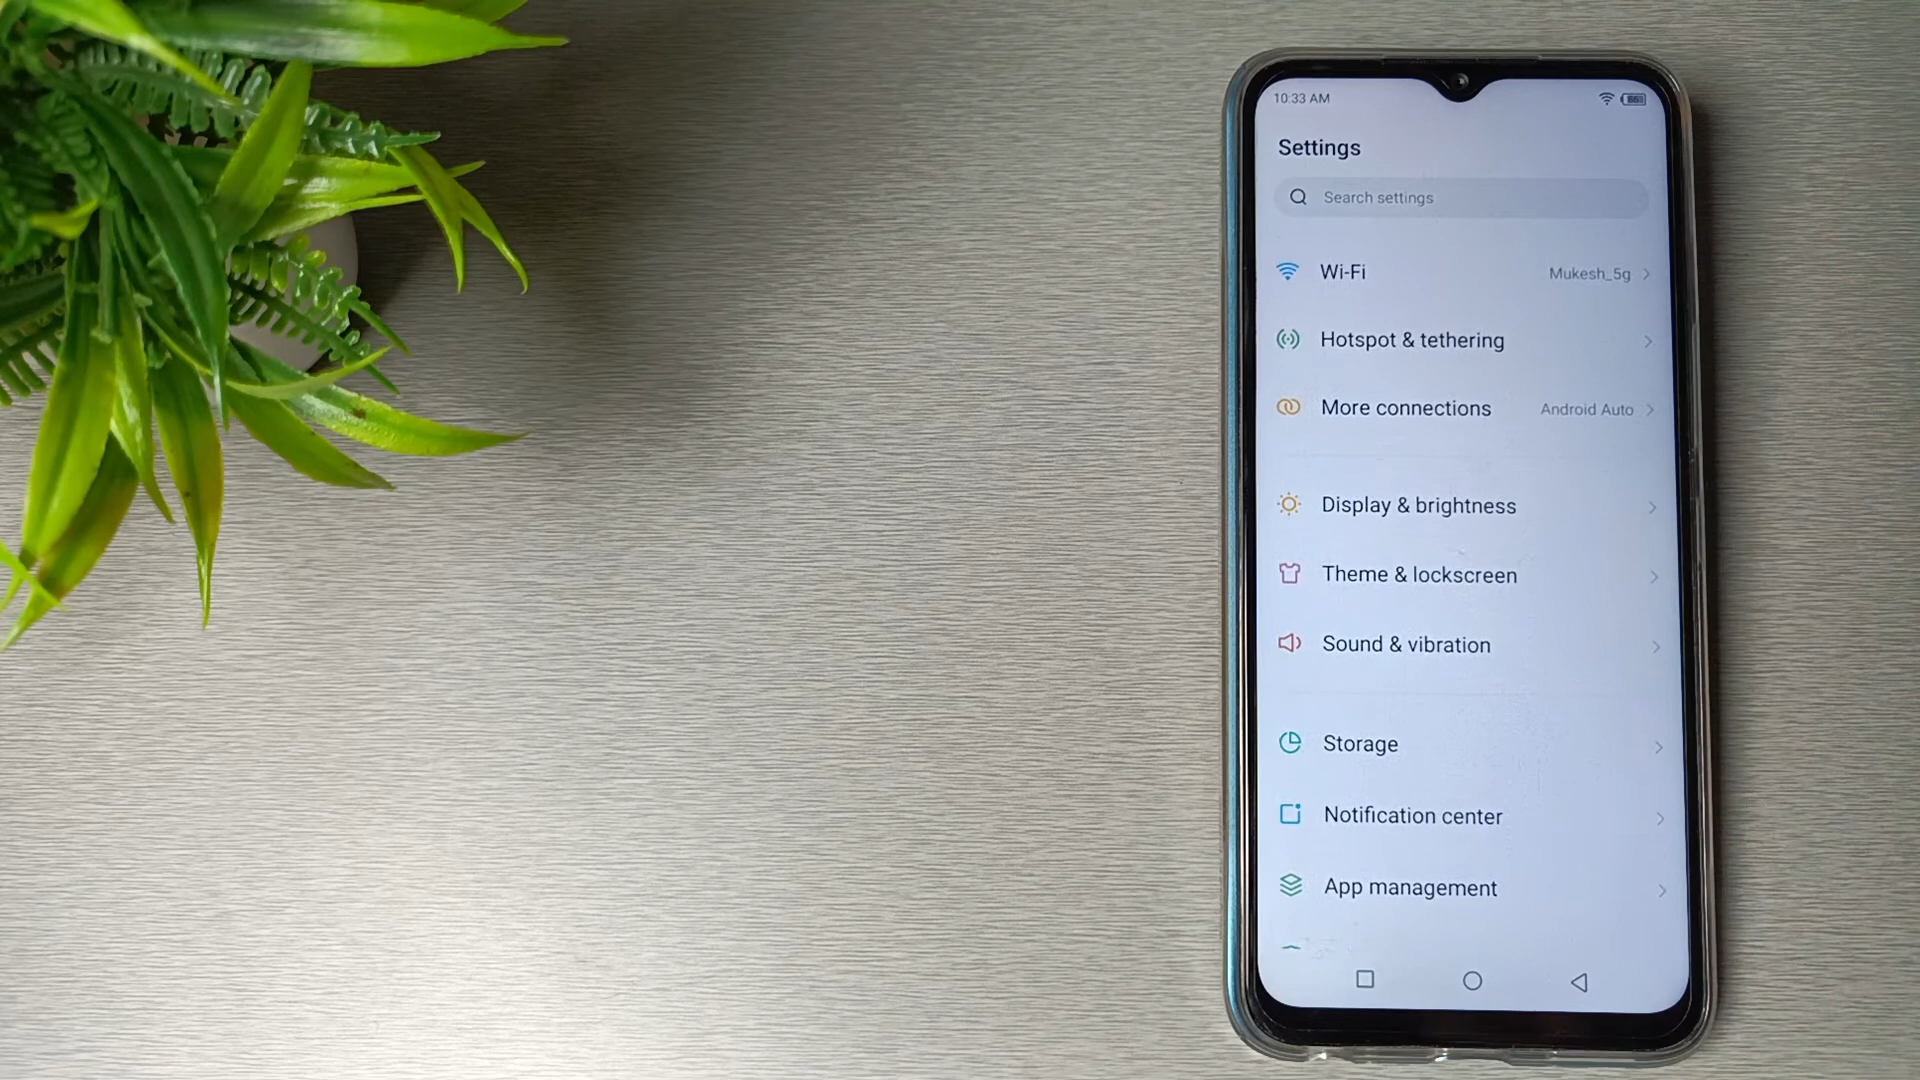 10:33 AM
Settings
Search settings
Wi-Fi Mukesh_5g
Hotspot & tethering
More connections Android Auto
Display & brightness
Theme & lockscreen
Sound & vibration
Storage
Notification center
App management